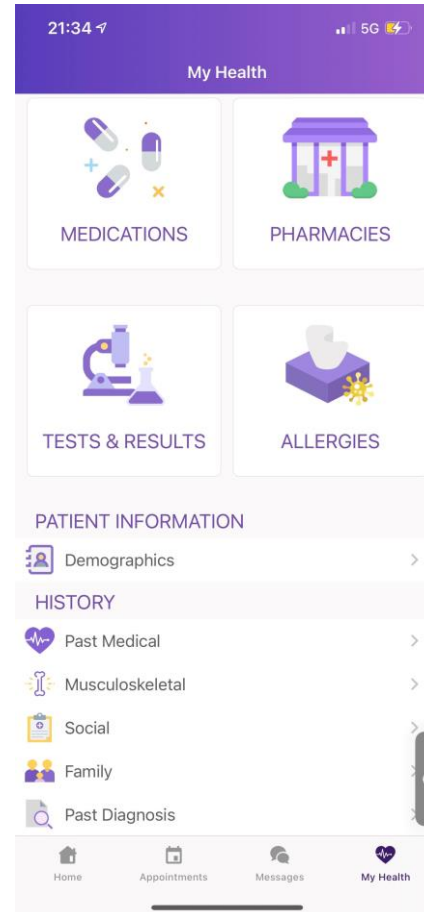 21:34 5G
My Health
MEDICATIONS PHARMACIES
TESTS & RESULTS ALLERGIES
PATIENT INFORMATION
Demographics
HISTORY
Past Medical
Musculoskeletal
Social
Family
Past Diagnosis
Home Appointments Messages My Health